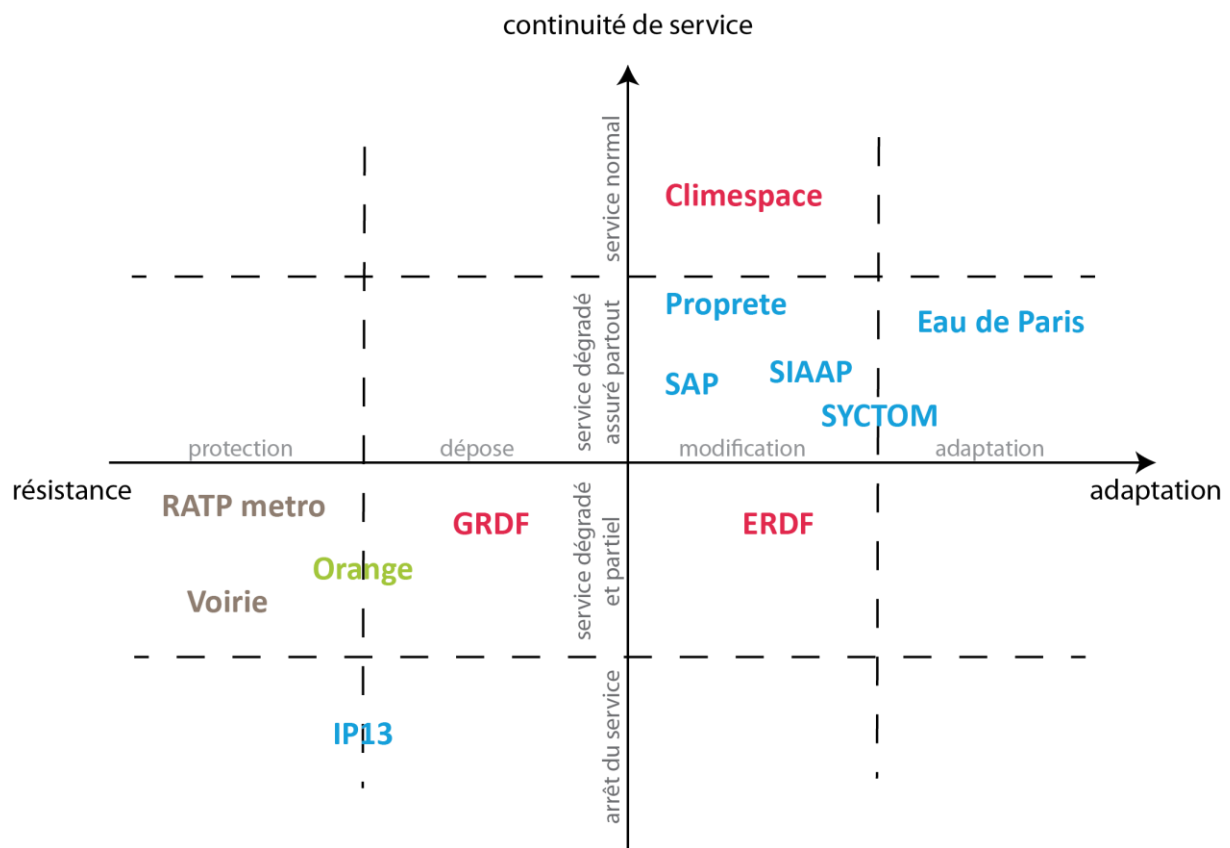 continuité de service
service normal
Climespace
service dégradé
assuré partout
Proprete
Eau de Paris
SAP
SIAAP
SYCTOM
protection
dépose
modification
adaptation
résistance
adaptation
RATP metro
GRDF
service dégradé
et partiel
ERDF
Orange
Voirie
arrêt du service
IP13